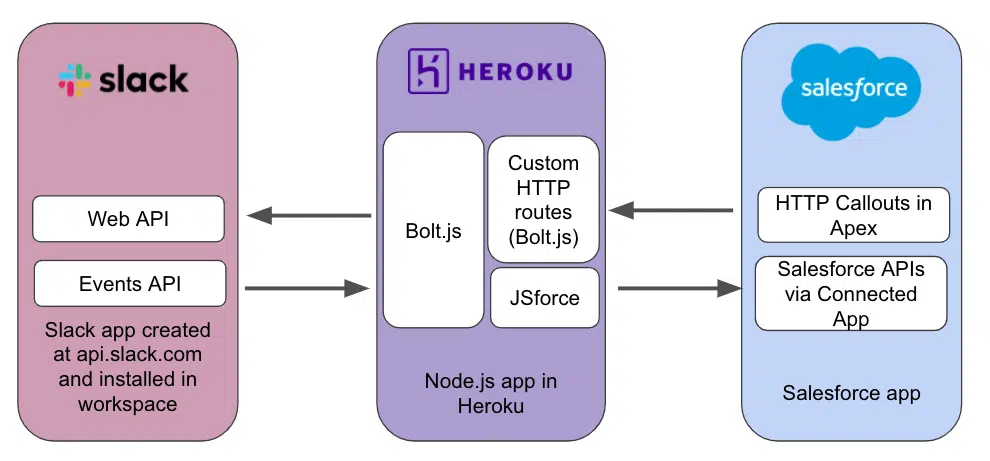 slack
Web API
Events API
Slack app created
at api.slack.com
and installed in
workspace
HEROKU
Bolt.js
Custom
HTTP
routes
(Bolt.js)
JSforce
Node.js app in
Heroku
salesforce
HTTP Callouts in
Apex
Salesforce APIs
via Connected
App
Salesforce app